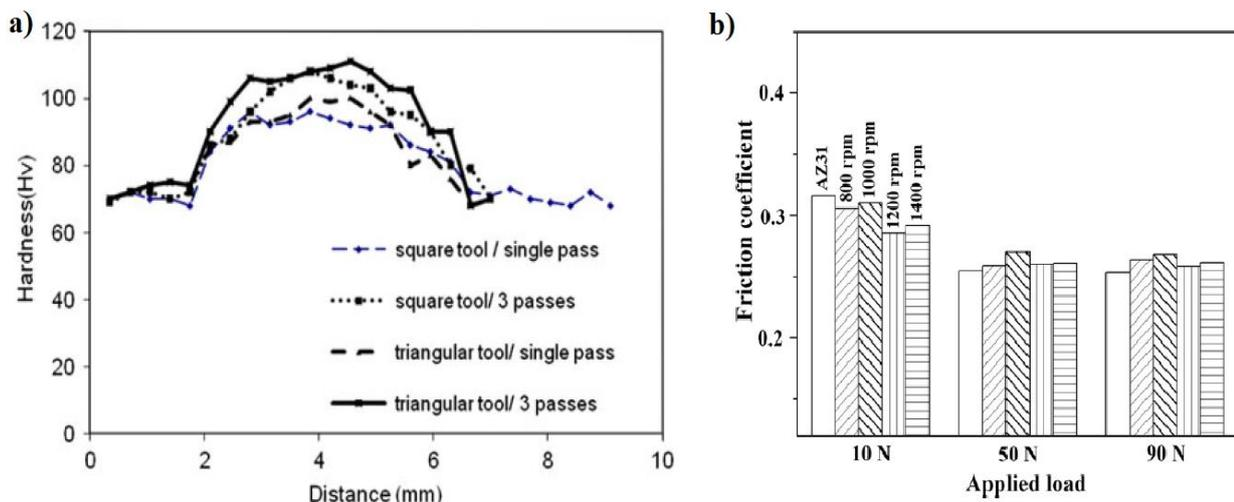 a)
120
100
80
60
40
20
0
Hardness(Hv)
square tool / single pass
square tool/ 3 passes
triangular tool/ single pass
triangular tool/ 3 passes
0 2 4 6 8 10
Distance (mm)
b)
0.4
0.3
0.2
Friction coefficient
AZ31
800 rpm
1000 rpm
1200 rpm
1400 rpm
10 N 50 N 90 N
Applied load